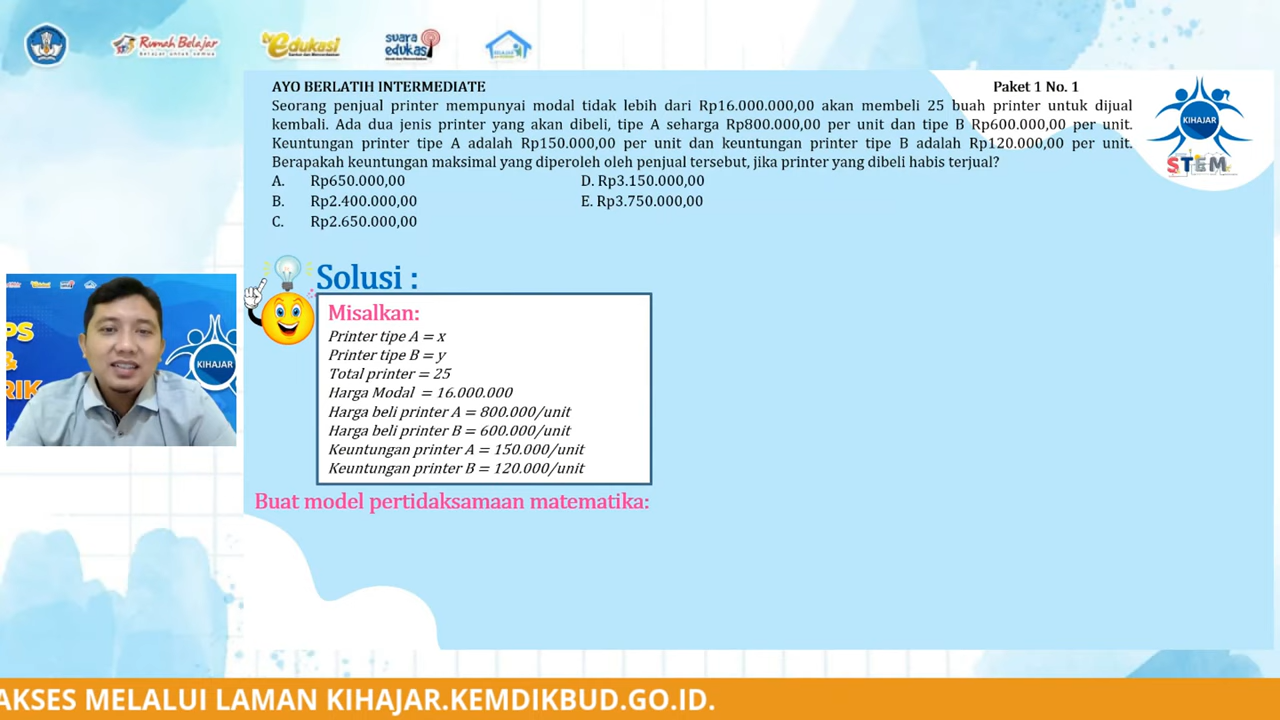 Rumah Belajar
Belajar untuk semua
tv edukasi
suara
edukasi
AYO BERLATIH INTERMEDIATE Paket 1 No. 1
Seorang penjual printer mempunyai modal tidak lebih dari Rp16.000.000,00 akan membeli 25 buah printer untuk dijual
kembali. Ada dua jenis printer yang akan dibeli, tipe A seharga Rp800.000,00 per unit dan tipe B Rp600.000,00 per unit.
Keuntungan printer tipe A adalah Rp150.000,00 per unit dan keuntungan printer tipe B adalah Rp120.000,00 per unit.
Berapakah keuntungan maksimal yang diperoleh oleh penjual tersebut, jika printer yang dibeli habis terjual?
A. Rp650.000,00 D. Rp3.150.000,00
B. Rp2.400.000,00 E. Rp3.750.000,00
C. Rp2.650.000,00
KIHAJAR
STEM
Solusi :
Misalkan:
Printer tipe A = x
Printer tipe B = y
Total printer = 25
Harga Modal = 16.000.000
Harga beli printer A = 800.000/unit
Harga beli printer B = 600.000/unit
Keuntungan printer A = 150.000/unit
Keuntungan printer B = 120.000/unit
Buat model pertidaksamaan matematika:
PS
&
RIK
KIHAJAR
AKSES MELALUI LAMAN KIHAJAR.KEMDIKBUD.GO.ID.